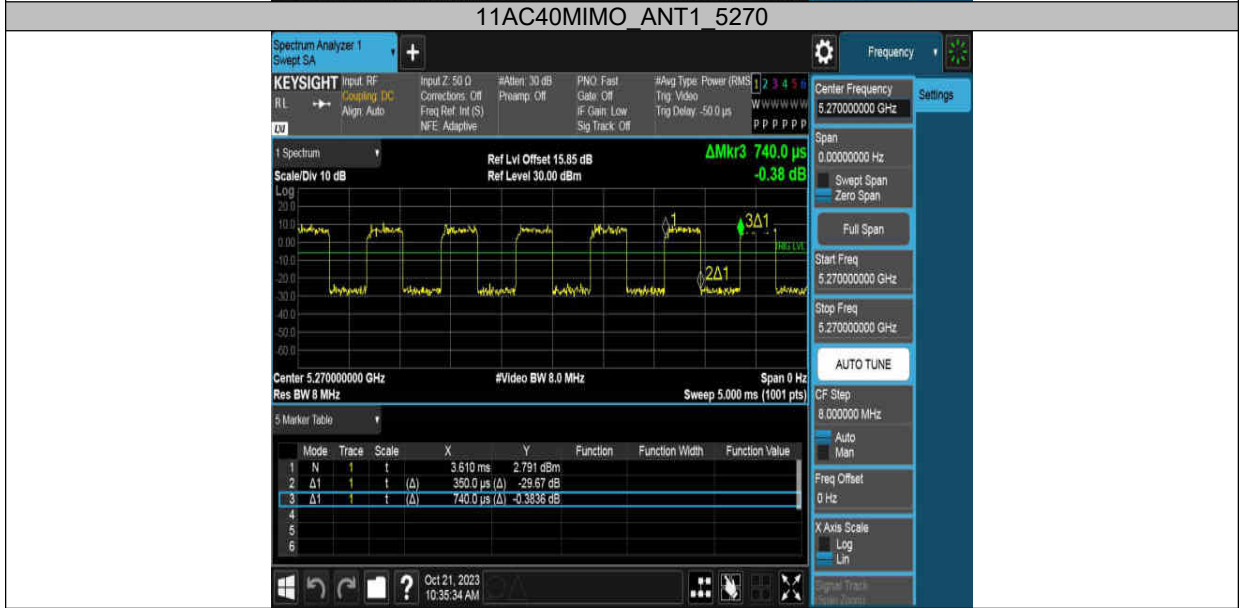 11AC40MIMO_ANT1_5270
Spectrum Analyzer 1
Swept SA
Frequency
KEYSIGHT
RL
LXI
Input: RF
Coupling: DC
Align: Auto
Input Z: 50 Ω
Corrections: Off
Freq Ref: Int (S)
NFE: Adaptive
#Atten: 30 dB
Preamp: Off
PNO: Fast
Gate: Off
IF Gain: Low
Sig Track: Off
#Avg Type: Power (RMS
Trig: Video
Trig Delay: -50.0 µs
1 2 3 4 5 6
W W W W W W
P P P P P P
1 Spectrum
Scale/Div 10 dB
Ref Lvl Offset 15.85 dB
Ref Level 30.00 dBm
ΔMkr3 740.0 µs
-0.38 dB
Log
20.0
10.0
0.00
-10.0
-20.0
-30.0
-40.0
-50.0
-60.0
1
3Δ1
2Δ1
TRIG LVL
Center 5.270000000 GHz
#Video BW 8.0 MHz
Span 0 Hz
Res BW 8 MHz
Sweep 5.000 ms (1001 pts)
5 Marker Table
Mode Trace Scale X Y Function Function Width Function Value
1 N 1 t 3.610 ms 2.791 dBm
2 Δ1 1 t (Δ) 350.0 µs (Δ) -29.67 dB
3 Δ1 1 t (Δ) 740.0 µs (Δ) -0.3836 dB
4
5
6
?
Oct 21, 2023
10:35:34 AM
Center Frequency
5.270000000 GHz
Settings
Span
0.00000000 Hz
Swept Span
Zero Span
Full Span
Start Freq
5.270000000 GHz
Stop Freq
5.270000000 GHz
AUTO TUNE
CF Step
8.000000 MHz
Auto
Man
Freq Offset
0 Hz
X Axis Scale
Log
Lin
Signal Track
(Span Zoom)